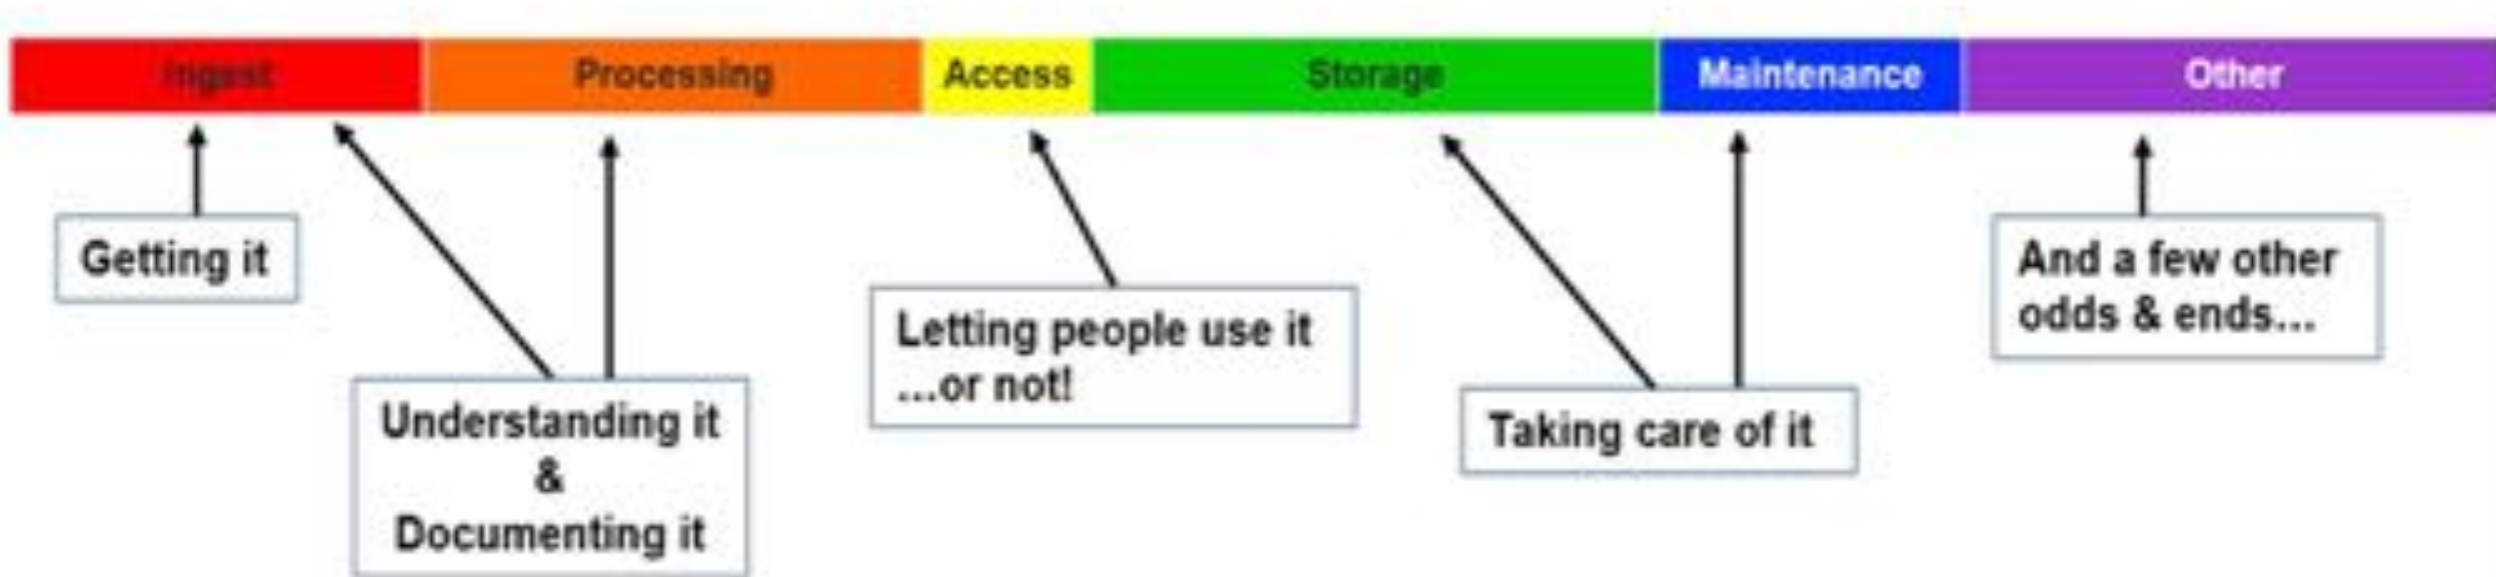 Ingest Processing Access Storage Maintenance Other
Getting it
Understanding it
&
Documenting it
Letting people use it
...or not!
Taking care of it
And a few other
odds & ends...